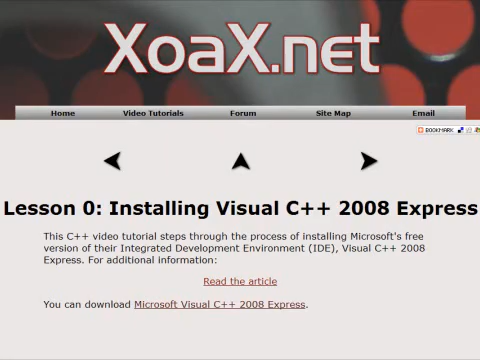 XoaX.net
Home Video Tutorials Forum Site Map Email
BOOKMARK
Lesson 0: Installing Visual C++ 2008 Express
This C++ video tutorial steps through the process of installing Microsoft's free
version of their Integrated Development Environment (IDE), Visual C++ 2008
Express. For additional information:
Read the article
You can download Microsoft Visual C++ 2008 Express.